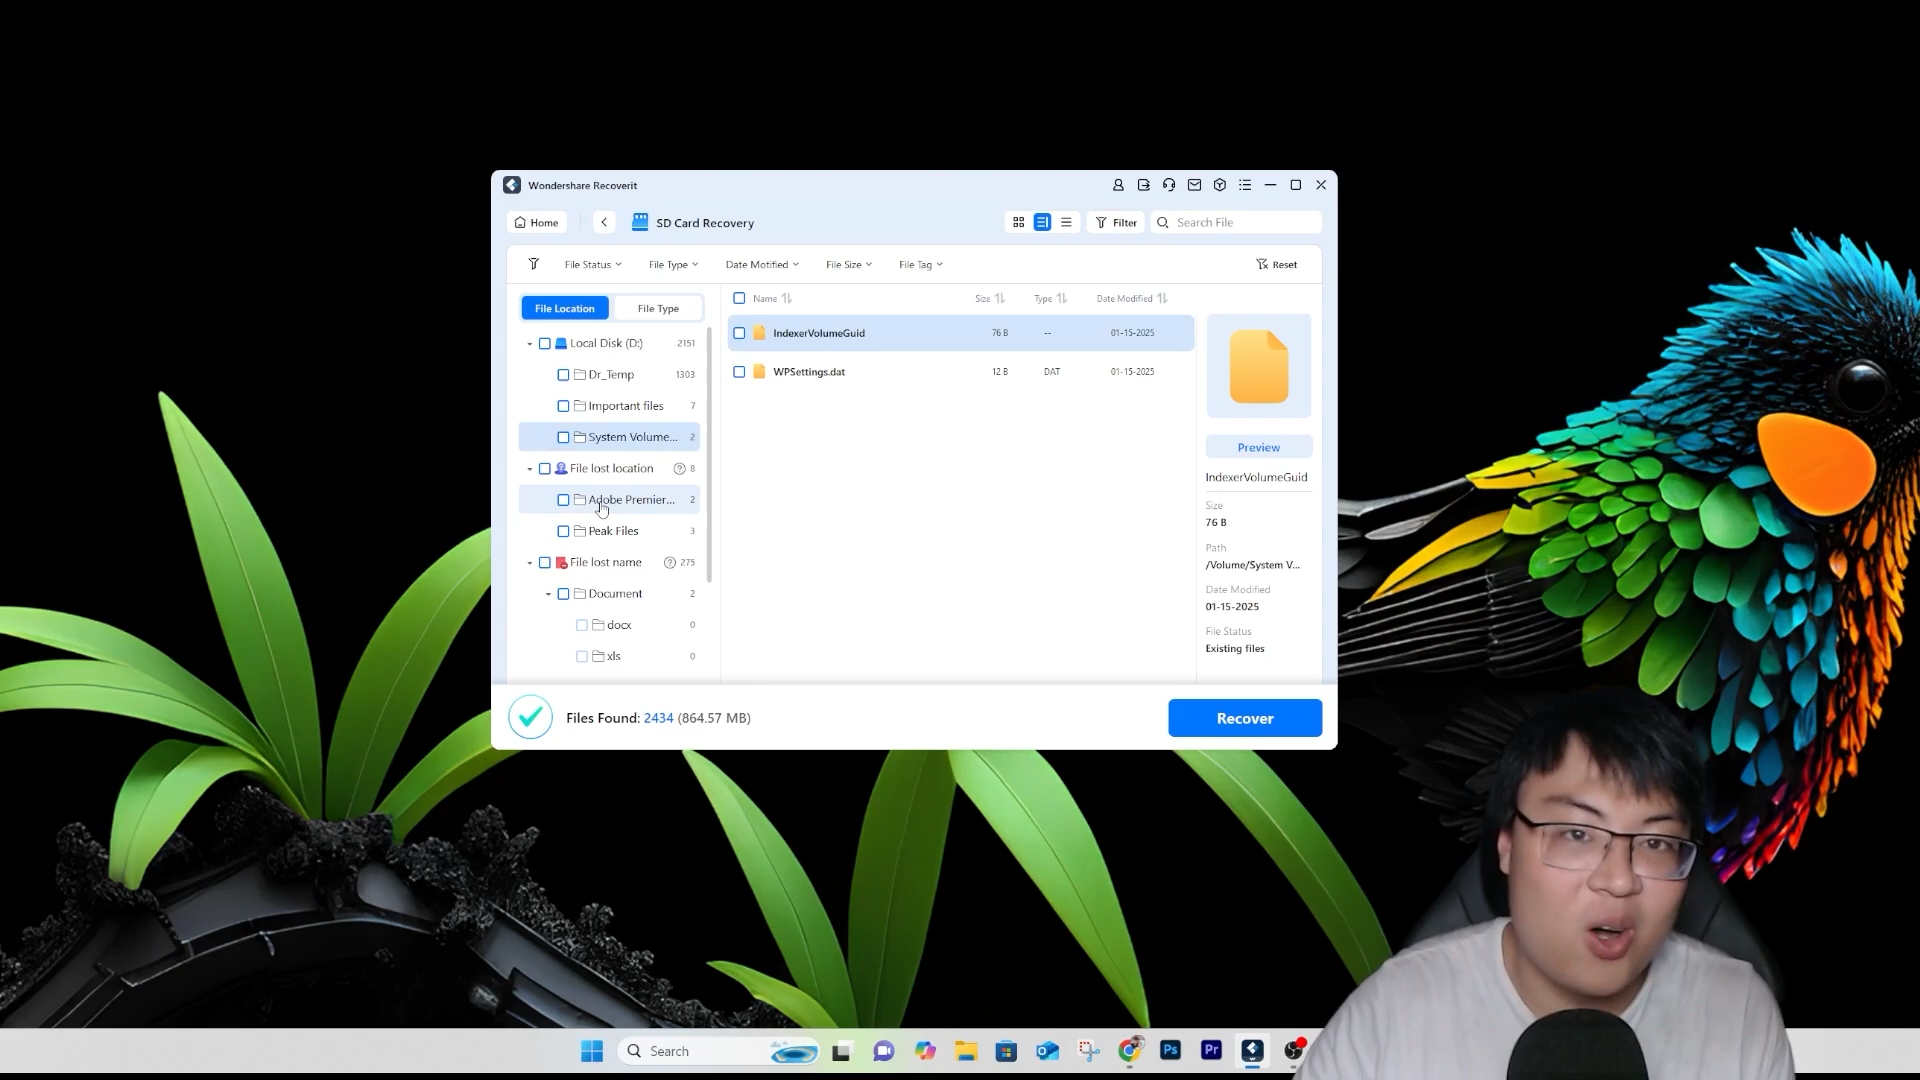 Wondershare Recoverit
Home
SD Card Recovery
Filter
Search File
File Status
File Type
Date Motified
File Size
File Tag
Reset
File Location
File Type
Name
Size
Type
Date Modified
Local Disk (D:) 2151
Dr_Temp 1303
Important files 7
System Volume... 2
File lost location 8
Adobe Premier... 2
Peak Files 3
File lost name 275
Document 2
docx 0
xls 0
IndexerVolumeGuid 76 B -- 01-15-2025
WPSettings.dat 12 B DAT 01-15-2025
Preview
IndexerVolumeGuid
Size
76 B
Path
/Volume/System V...
Date Modified
01-15-2025
File Status
Existing files
Files Found: 2434 (864.57 MB)
Recover
Search
Ps
Pr